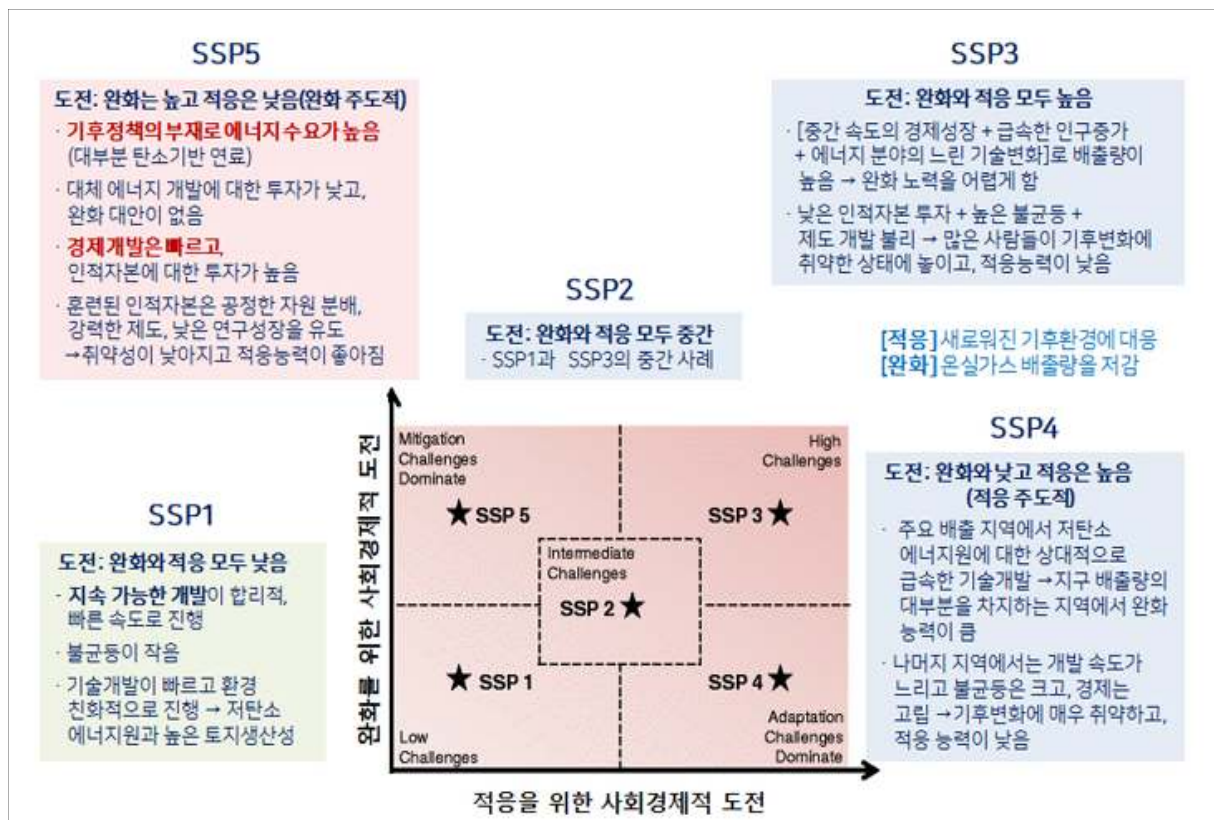 SSP5
도전: 완화는 높고 적응은 낮음(완화 주도적)
· 기후정책의 부재로 에너지 수요가 높음
(대부분 탄소기반 연료)
· 대체 에너지 개발에 대한 투자가 낮고,
완화 대안이 없음
· 경제개발은 빠르고,
인적자본에 대한 투자가 높음
· 훈련된 인적자본은 공정한 자원 분배,
강력한 제도, 낮은 연구성장을 유도
→취약성이 낮아지고 적응능력이 좋아짐
SSP3
도전: 완화와 적응 모두 높음
· [중간 속도의 경제성장 + 급속한 인구증가
+ 에너지 분야의 느린 기술변화]로 배출량이
높음 → 완화 노력을 어렵게 함
· 낮은 인적자본 투자 + 높은 불균등 +
제도 개발 불리 → 많은 사람들이 기후변화에
취약한 상태에 놓이고, 적응능력이 낮음
SSP2
도전: 완화와 적응 모두 중간
- SSP1과 SSP3의 중간 사례
[적응] 새로워진 기후환경에 대응
[완화] 온실가스 배출량을 저감
SSP1
도전: 완화와 적응 모두 낮음
· 지속 가능한 개발이 합리적,
빠른 속도로 진행
· 불균등이 작음
· 기술개발이 빠르고 환경
친화적으로 진행 → 저탄소
에너지원과 높은 토지생산성
SSP4
도전: 완화와 낮고 적응은 높음
(적응 주도적)
· 주요 배출 지역에서 저탄소
에너지원에 대한 상대적으로
급속한 기술개발 →지구 배출량의
대부분을 차지하는 지역에서 완화
능력이 큼
· 나머지 지역에서는 개발 속도가
느리고 불균등은 크고, 경제는
고립 →기후변화에 매우 취약하고,
적응 능력이 낮음
완화를 위한 사회경제적 도전
Mitigation
Challenges
Dominate
High
Challenges
★ SSP 5
SSP 3 ★
Intermediate
Challenges
SSP 2 ★
★ SSP 1
SSP 4 ★
Low
Challenges
Adaptation
Challenges
Dominate
적응을 위한 사회경제적 도전